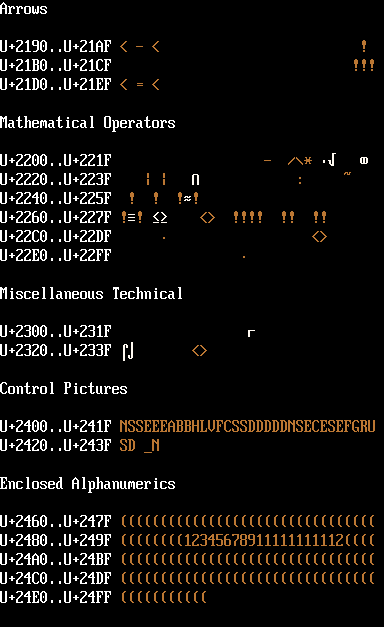 Arrows
U+2190..U+21AF < - <                         !
U+21B0..U+21CF                              !!!
U+21D0..U+21EF < = <
Mathematical Operators
U+2200..U+221F                   -  /\* ·√   ∞
U+2220..U+223F    | |   ∩            :     ~
U+2240..U+225F  !  !  !≈!
U+2260..U+227F !≡! ≤≥    <>  !!!!  !!  !!
U+22C0..U+22DF      ·                  <>
U+22E0..U+22FF                .
Miscellaneous Technical
U+2300..U+231F                 ⌐
U+2320..U+233F ⌠⌡       <>
Control Pictures
U+2400..U+241F NSSEEEABBHLVFCSSDDDDDNSECESEFGRU
U+2420..U+243F SD _N
Enclosed Alphanumerics
U+2460..U+247F ((((((((((((((((((((((((((((((((
U+2480..U+249F ((((((((12345678911111111112((((
U+24A0..U+24BF ((((((((((((((((((((((((((((((((
U+24C0..U+24DF ((((((((((((((((((((((((((((((((
U+24E0..U+24FF (((((((((((